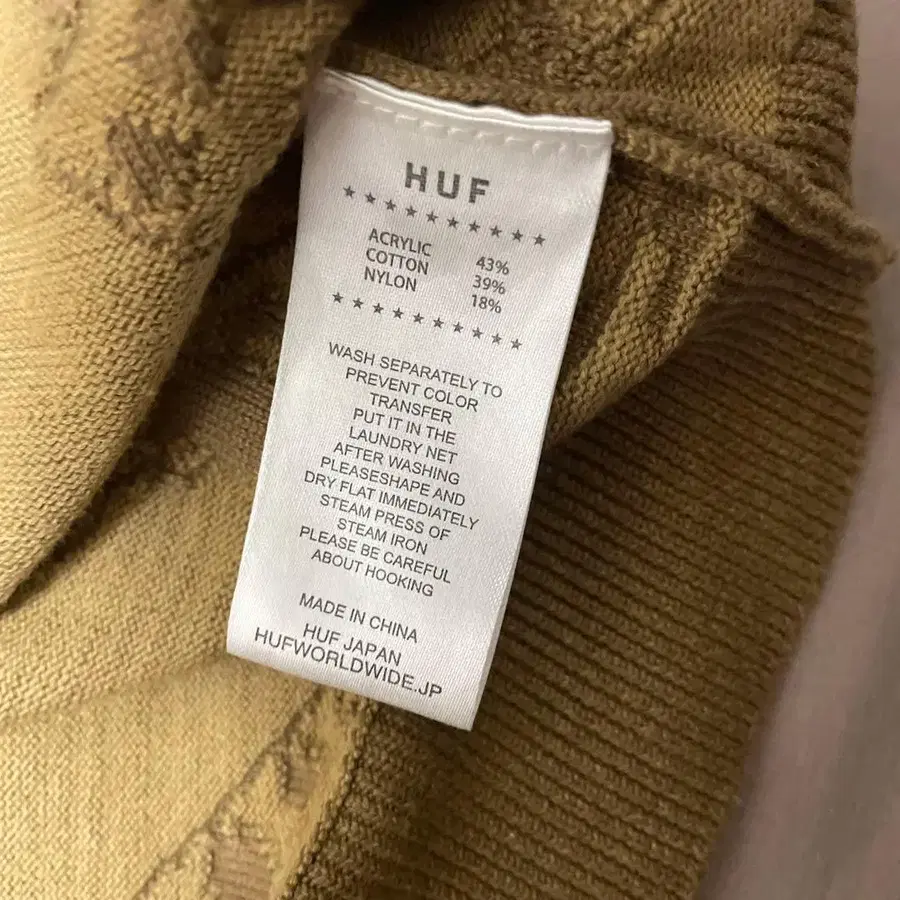 HUF
★★★★★★★★★★
ACRYLIC 43%
COTTON 39%
NYLON 18%
★★★★★★★★★★
WASH SEPARATELY TO
PREVENT COLOR
TRANSFER
PUT IT IN THE
LAUNDRY NET
AFTER WASHING
PLEASESHAPE AND
DRY FLAT IMMEDIATELY
STEAM PRESS OF
STEAM IRON
PLEASE BE CAREFUL
ABOUT HOOKING
MADE IN CHINA
HUF JAPAN
HUFWORLDWIDE.JP